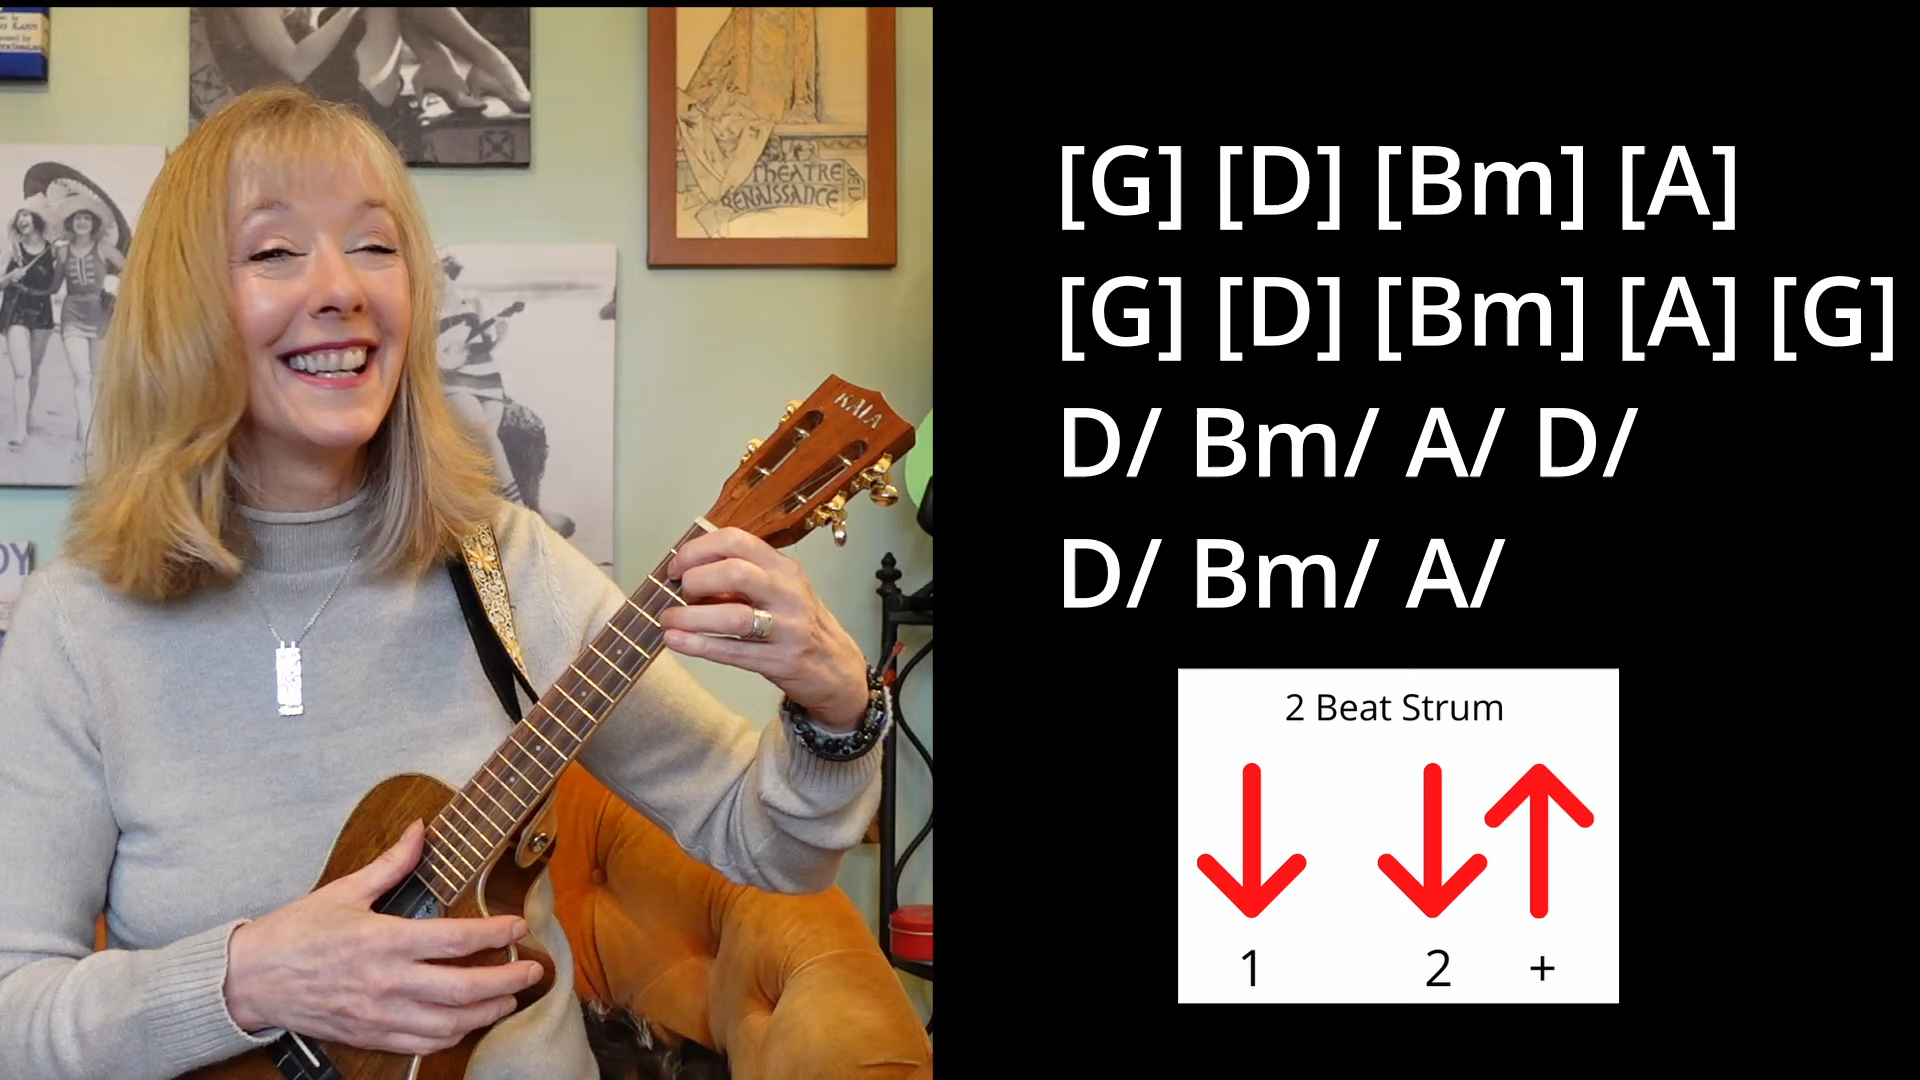 THEATRE
RENAISSANCE
KALA
[G] [D] [Bm] [A]
[G] [D] [Bm] [A] [G]
D/ Bm/ A/ D/
D/ Bm/ A/
2 Beat Strum
1 2 +